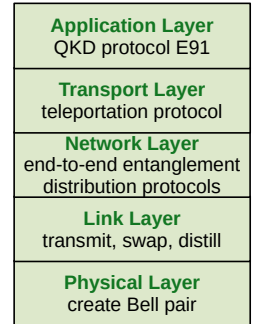 Application Layer
QKD protocol E91
Transport Layer
teleportation protocol
Network Layer
end-to-end entanglement
distribution protocols
Link Layer
transmit, swap, distill
Physical Layer
create Bell pair